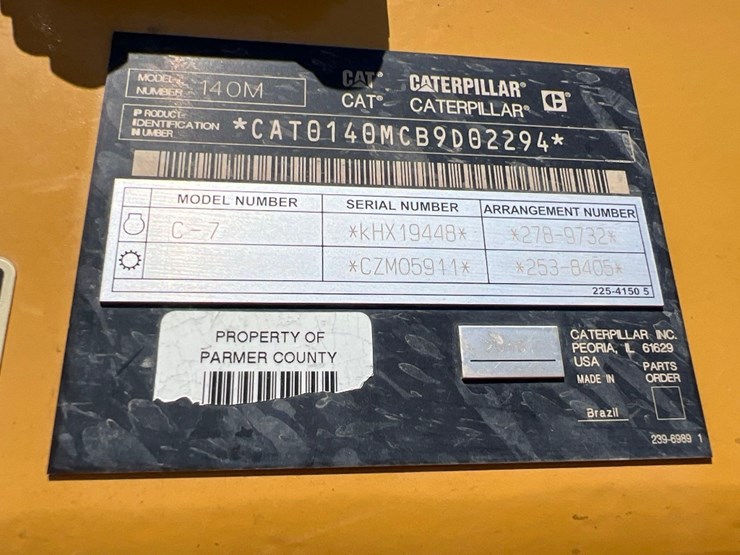 MODEL NUMBER 140M
CAT® CATERPILLAR®
CAT® CATERPILLAR® C
PRODUCT IDENTIFICATION NUMBER *CAT0140MCB9D02294*
MODEL NUMBER SERIAL NUMBER ARRANGEMENT NUMBER
C-7 *KHX19448* *278-9732*
*CZM05911* *253-8405*
225-4150 5
PROPERTY OF
PARMER COUNTY
CATERPILLAR INC.
PEORIA, IL 61629
USA
MADE IN
Brazil
PARTS
ORDER
239-6989 1